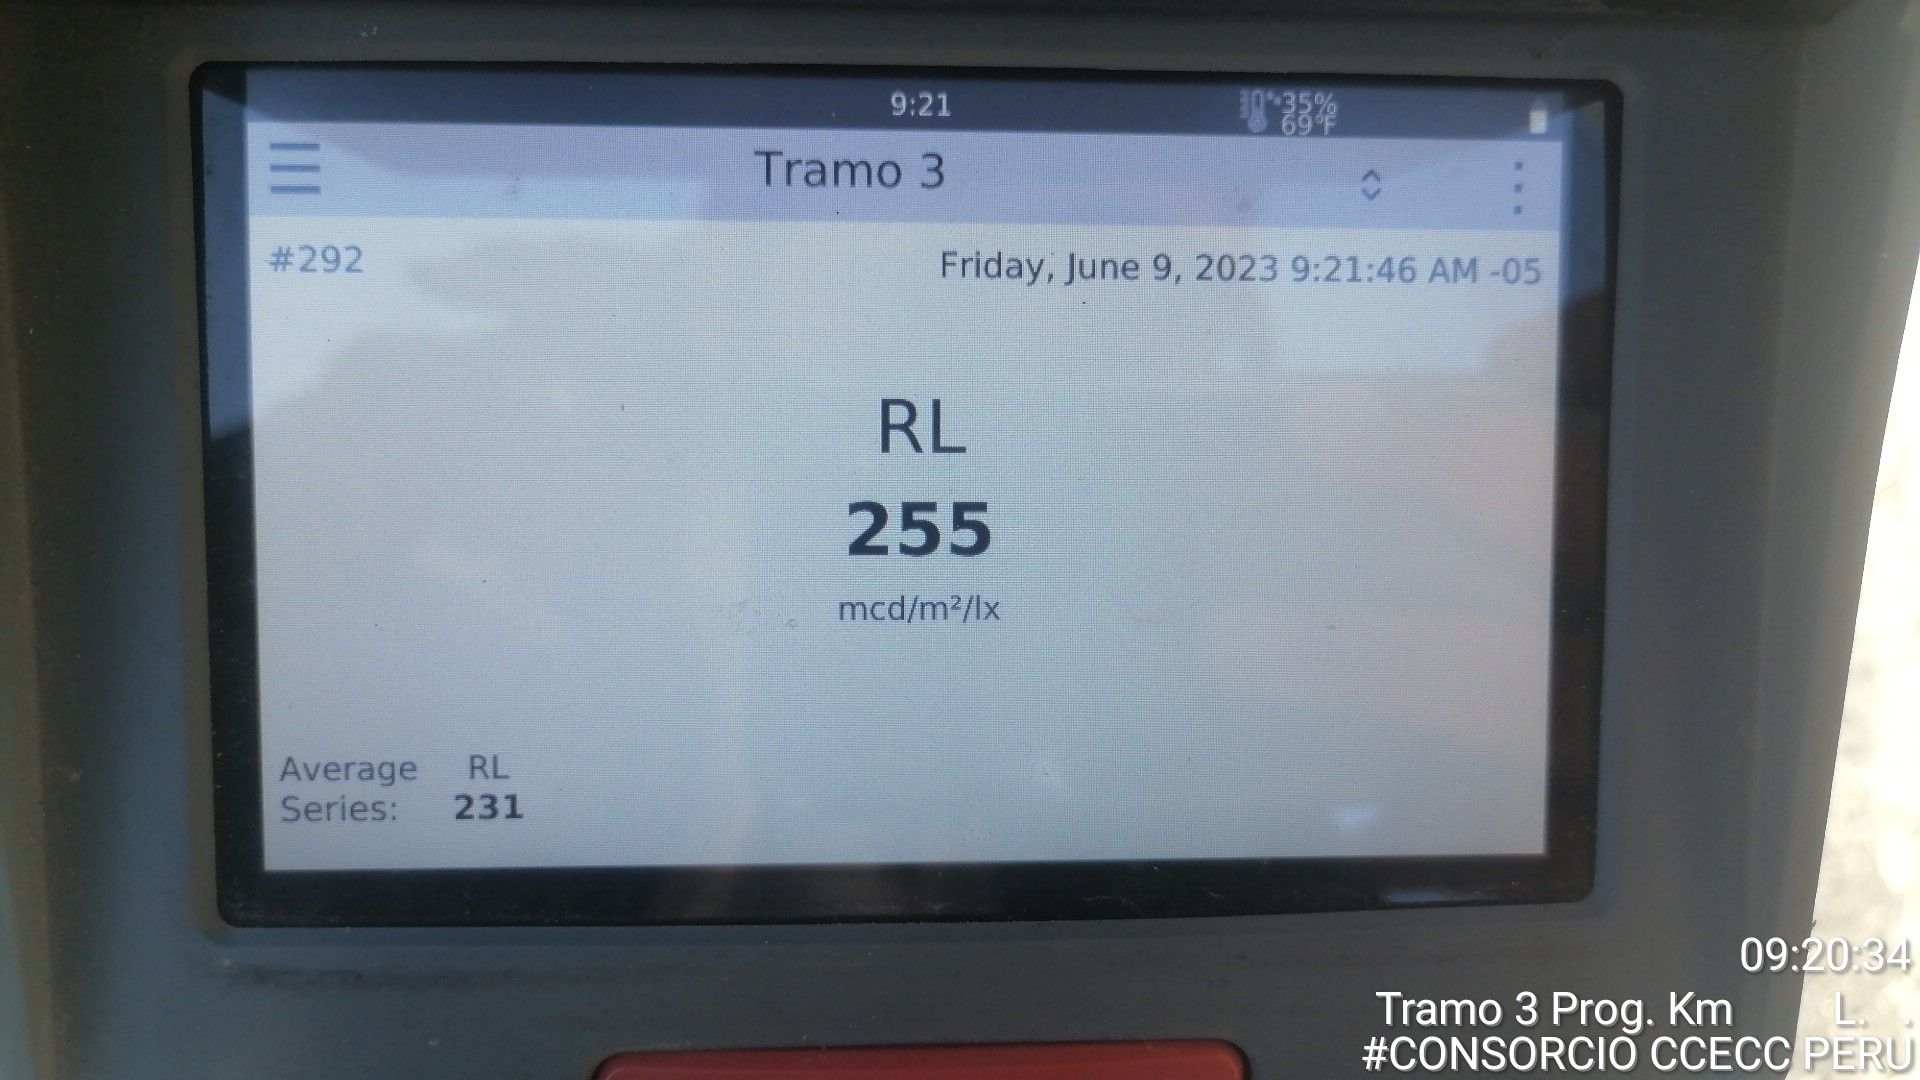 9:21
35%
69°F
Tramo 3
#292
Friday, June 9, 2023 9:21:46 AM -05
RL
255
mcd/m²/lx
Average RL
Series: 231
09:20:34
Tramo 3 Prog. Km L. .
#CONSORCIO CCECC PERU